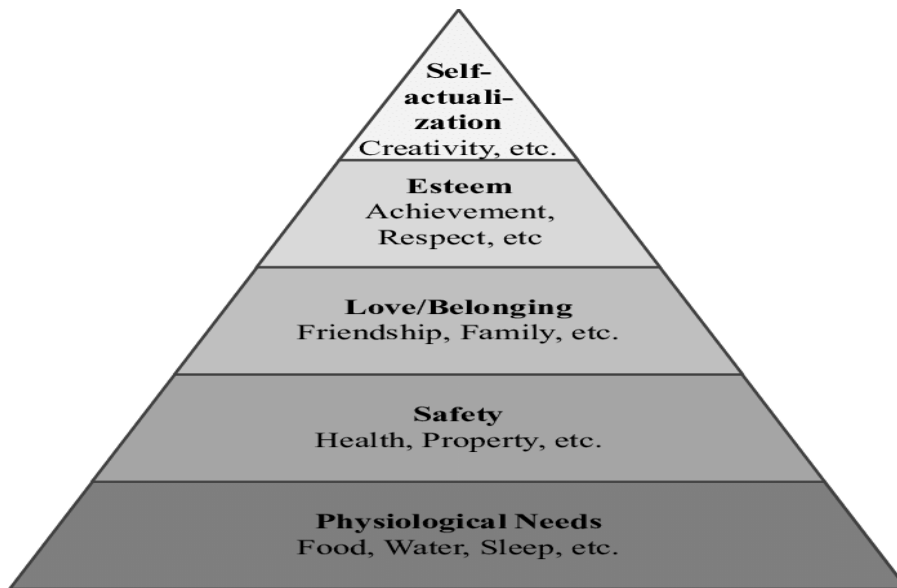 Self-
actuali-
zation
Creativity, etc.
Esteem
Achievement,
Respect, etc
Love/Belonging
Friendship, Family, etc.
Safety
Health, Property, etc.
Physiological Needs
Food, Water, Sleep, etc.